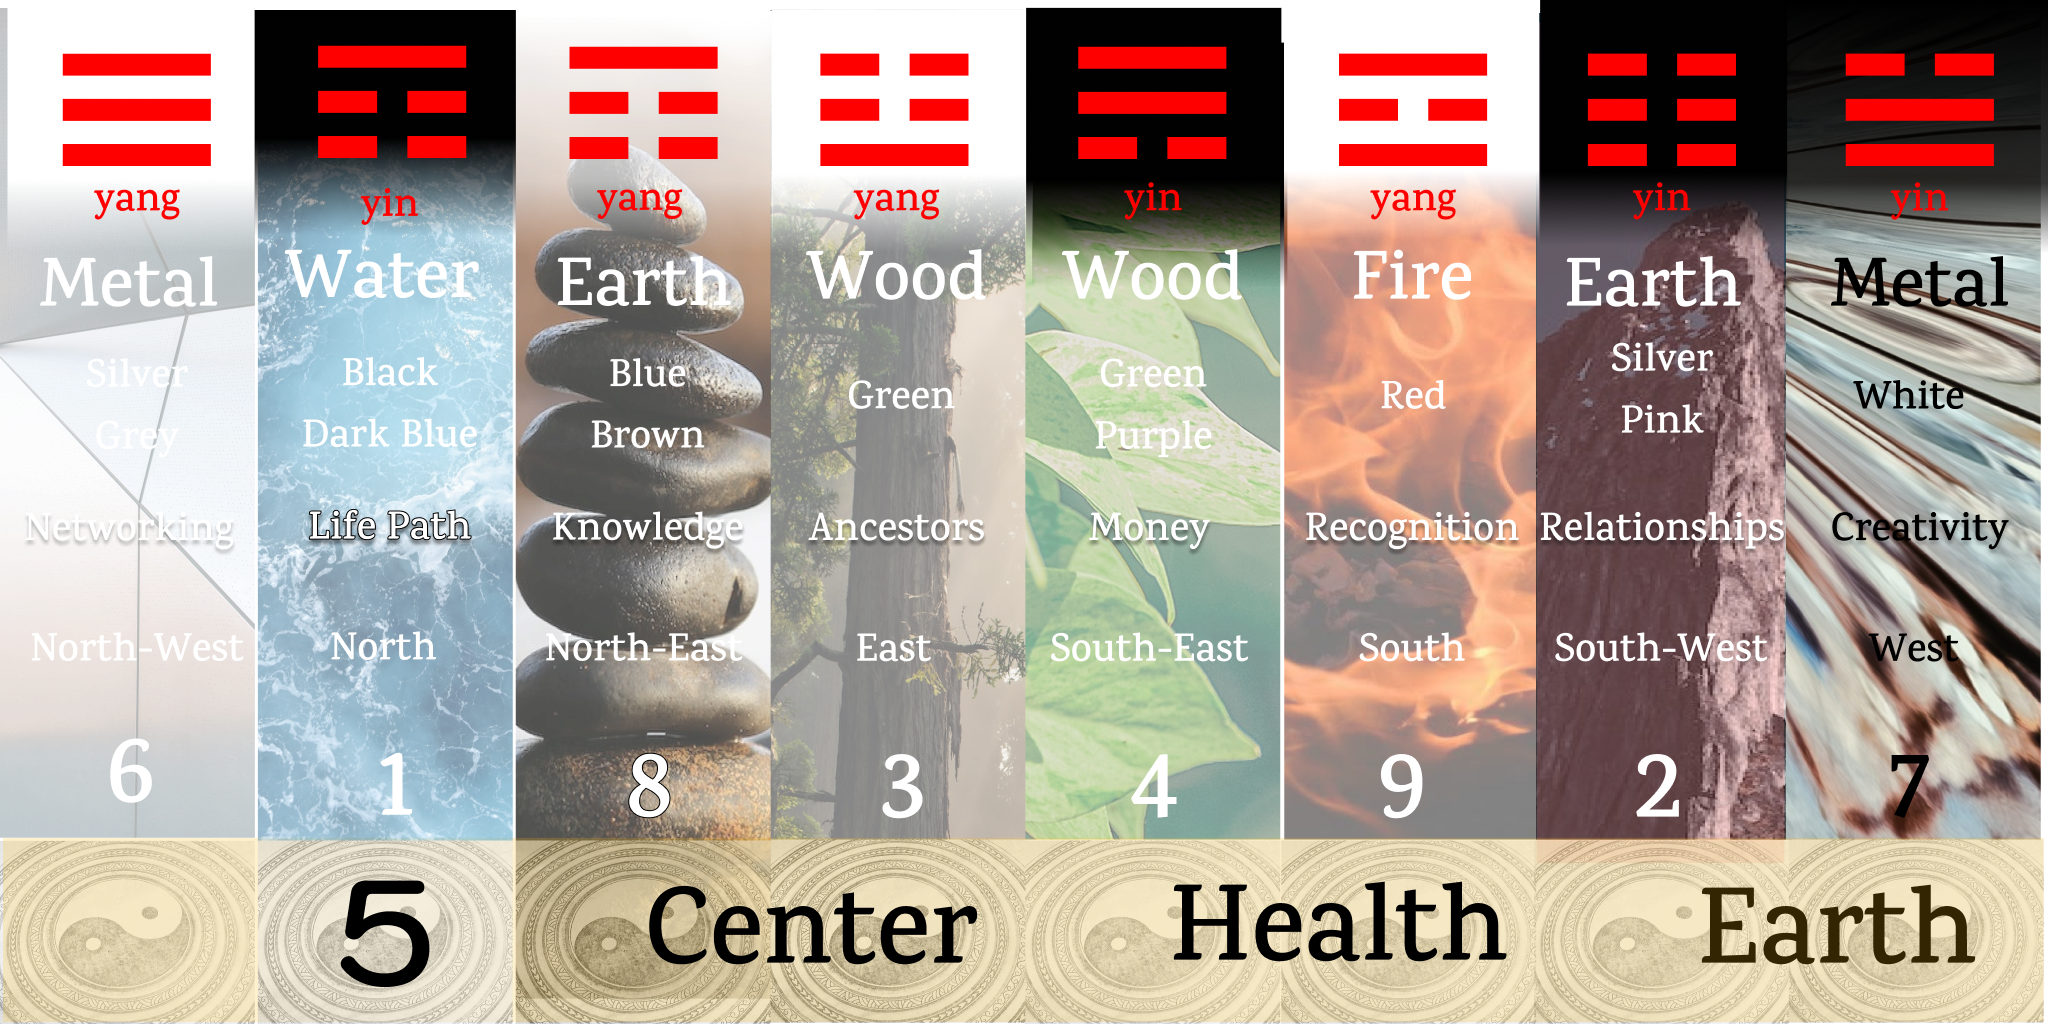 yang
Metal
Silver
Grey
Networking
North-West
6
yin
Water
Black
Dark Blue
Life Path
North
1
yang
Earth
Blue
Brown
Knowledge
North-East
8
yang
Wood
Green
Ancestors
East
3
yin
Wood
Green
Purple
Money
South-East
4
yang
Fire
Red
Recognition
South
9
yin
Earth
Silver
Pink
Relationships
South-West
2
yin
Metal
White
Creativity
West
7
5 Center Health Earth